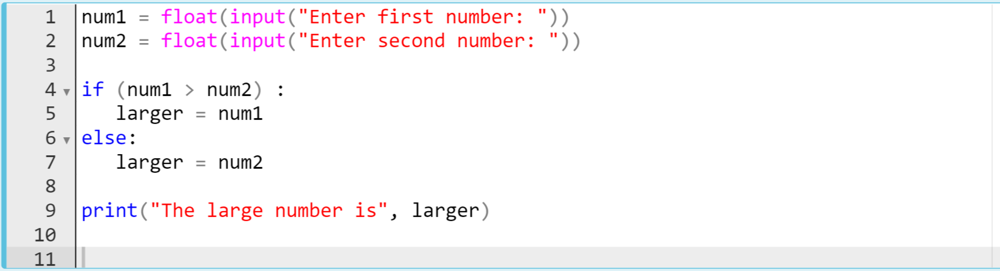 1 num1 = float(input("Enter first number: "))
2 num2 = float(input("Enter second number: "))
3
4 if (num1 > num2) :
5    larger = num1
6 else:
7    larger = num2
8
9 print("The large number is", larger)
10
11